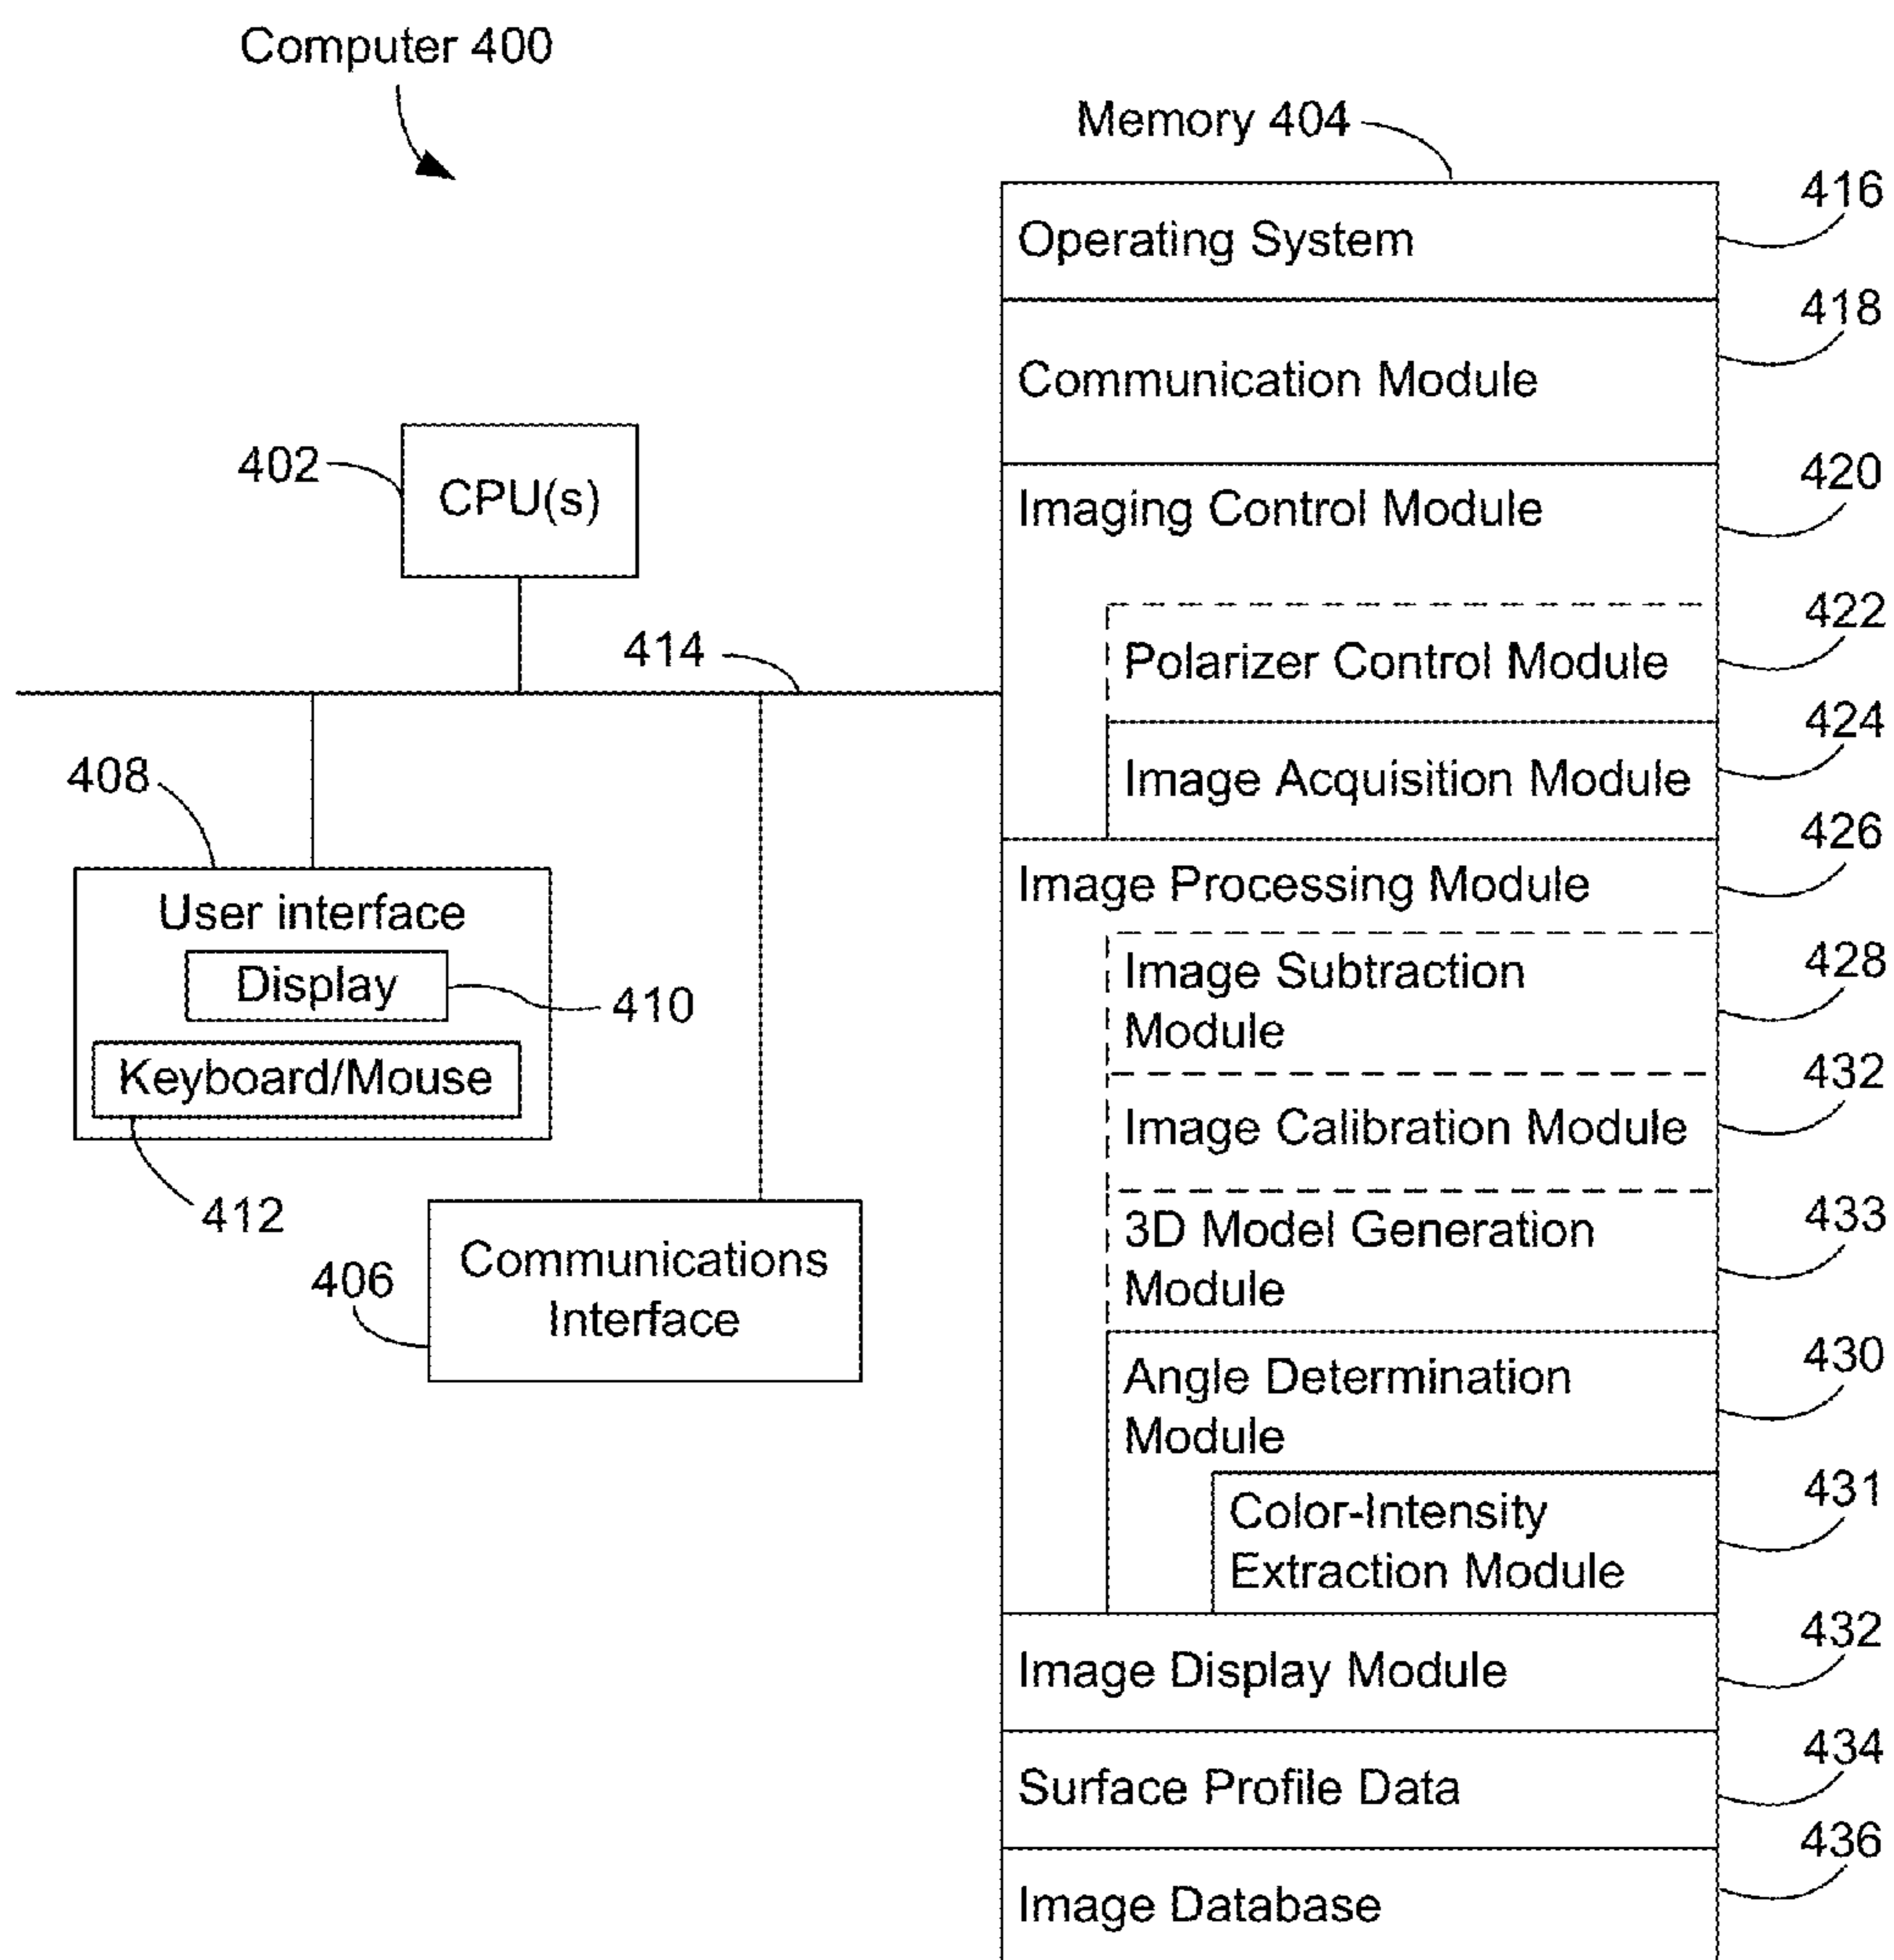 Computer 400
Memory 404
Operating System
416
Communication Module
418
Imaging Control Module
420
Polarizer Control Module
422
Image Acquisition Module
424
Image Processing Module
426
Image Subtraction
Module
428
Image Calibration Module
432
3D Model Generation
Module
433
Angle Determination
Module
430
Color-Intensity
Extraction Module
431
Image Display Module
432
Surface Profile Data
434
Image Database
436
402
CPU(s)
414
408
User interface
Display
410
Keyboard/Mouse
412
406
Communications
Interface